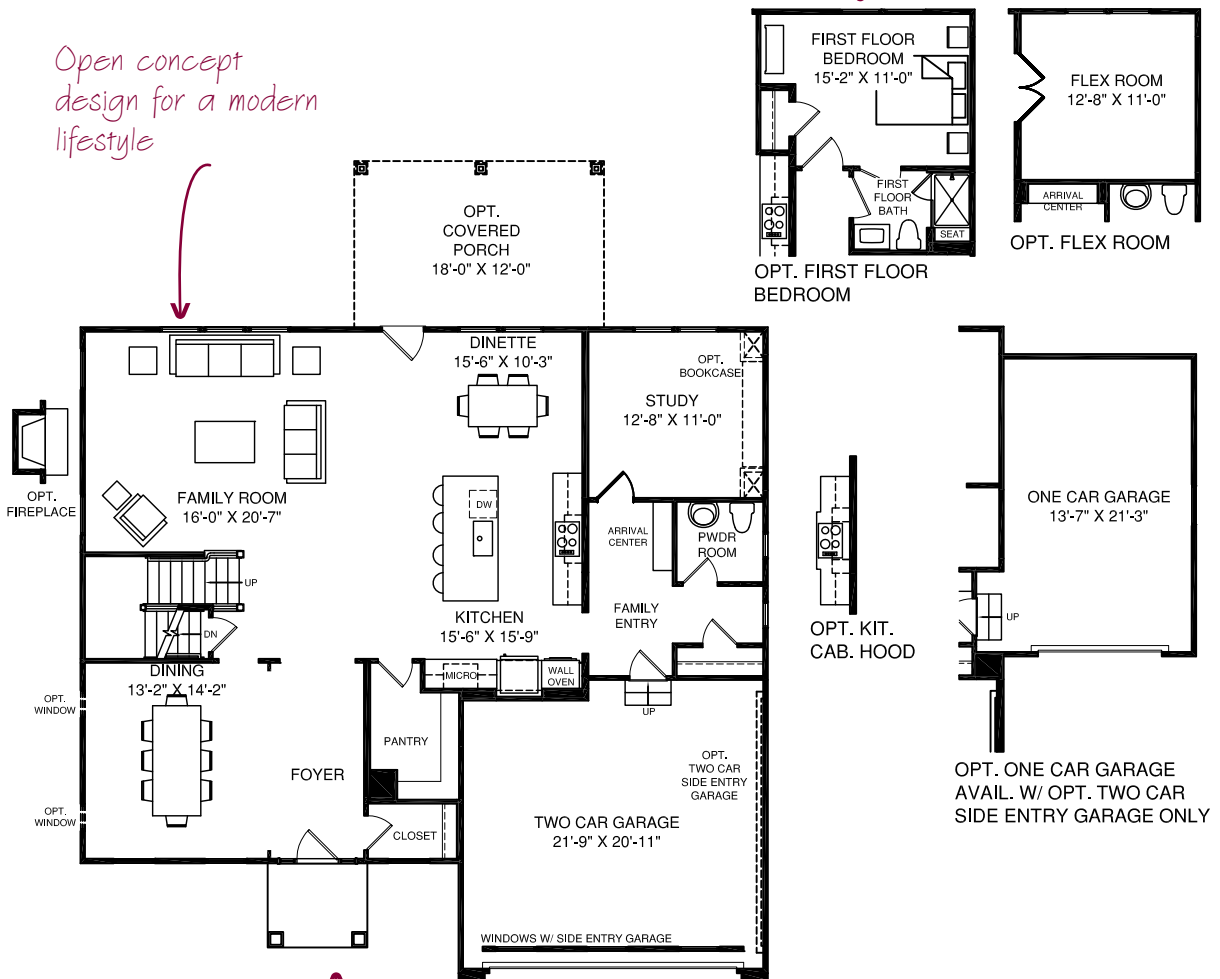 Open concept
design for a modern
lifestyle
FIRST FLOOR
BEDROOM
15'-2" X 11'-0"
FIRST
FLOOR
BATH
SEAT
OPT. FIRST FLOOR
BEDROOM
FLEX ROOM
12'-8" X 11'-0"
ARRIVAL
CENTER
OPT. FLEX ROOM
OPT.
COVERED
PORCH
18'-0" X 12'-0"
DINETTE
15'-6" X 10'-3"
OPT.
BOOKCASE
STUDY
12'-8" X 11'-0"
OPT.
FIREPLACE
FAMILY ROOM
16'-0" X 20'-7"
DW
ARRIVAL
CENTER
PWDR
ROOM
UP
DN
KITCHEN
15'-6" X 15'-9"
FAMILY
ENTRY
OPT. KIT.
CAB. HOOD
ONE CAR GARAGE
13'-7" X 21'-3"
UP
OPT. ONE CAR GARAGE
AVAIL. W/ OPT. TWO CAR
SIDE ENTRY GARAGE ONLY
DINING
13'-2" X 14'-2"
MICRO
WALL
OVEN
UP
OPT.
WINDOW
PANTRY
FOYER
OPT.
TWO CAR
SIDE ENTRY
GARAGE
OPT.
WINDOW
CLOSET
TWO CAR GARAGE
21'-9" X 20'-11"
WINDOWS W/ SIDE ENTRY GARAGE